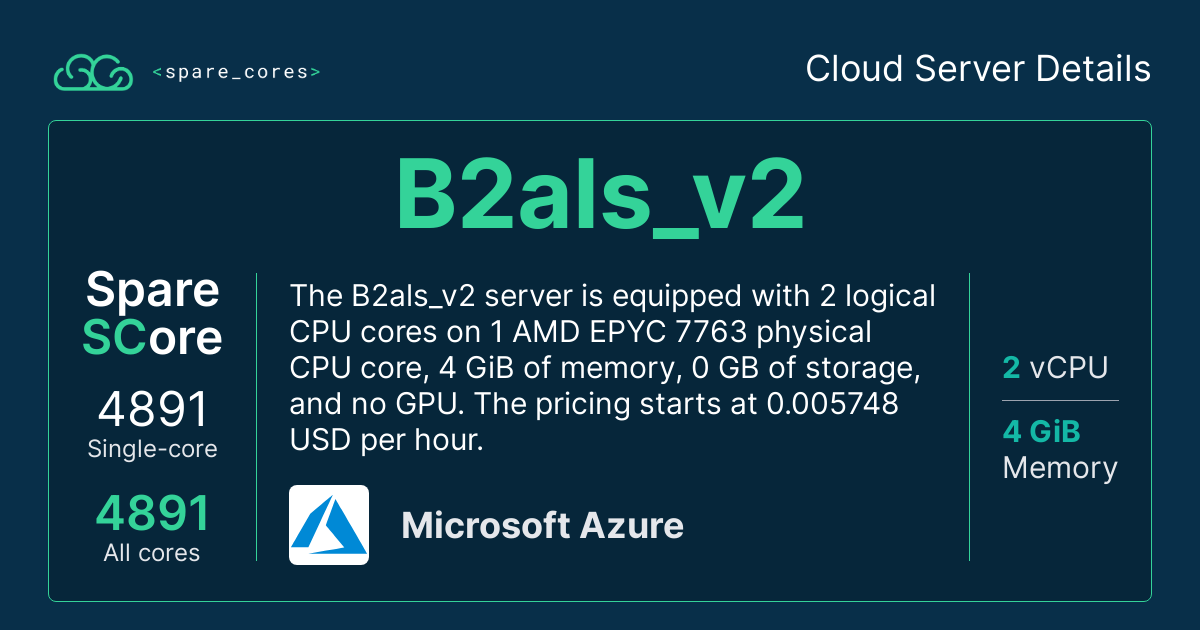 <spare_cores>
Cloud Server Details
B2als_v2
Spare
SCore
4891
Single-core
4891
All cores
The B2als_v2 server is equipped with 2 logical
CPU cores on 1 AMD EPYC 7763 physical
CPU core, 4 GiB of memory, 0 GB of storage,
and no GPU. The pricing starts at 0.005748
USD per hour.
Microsoft Azure
2 vCPU
4 GiB
Memory